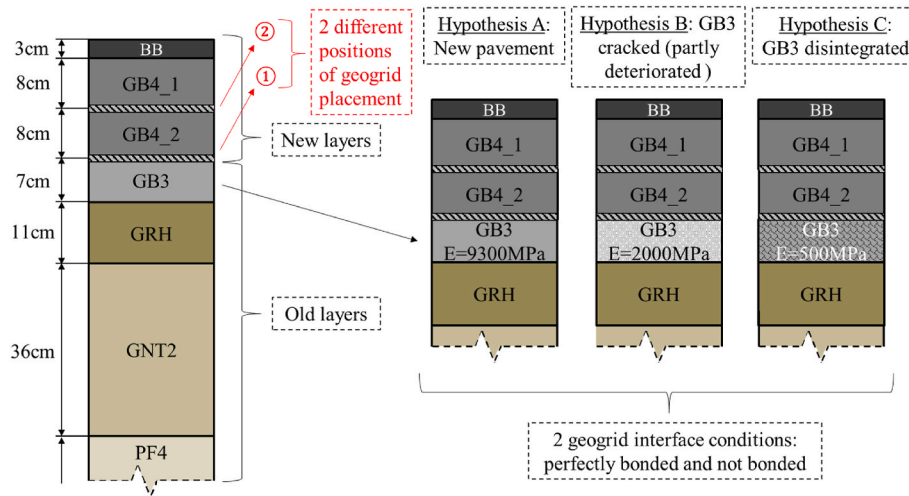 3cm
8cm
8cm
7cm
11cm
36cm
BB
GB4_1
GB4_2
GB3
GRH
GNT2
PF4
②
①
2 different
positions
of geogrid
placement
New layers
Old layers
Hypothesis A:
New pavement
Hypothesis B: GB3
cracked (partly
deteriorated )
Hypothesis C:
GB3 disintegrated
BB
GB4_1
GB4_2
GB3
E=9300MPa
GRH
BB
GB4_1
GB4_2
GB3
E=2000MPa
GRH
BB
GB4_1
GB4_2
GB3
E=500MPa
GRH
2 geogrid interface conditions:
perfectly bonded and not bonded